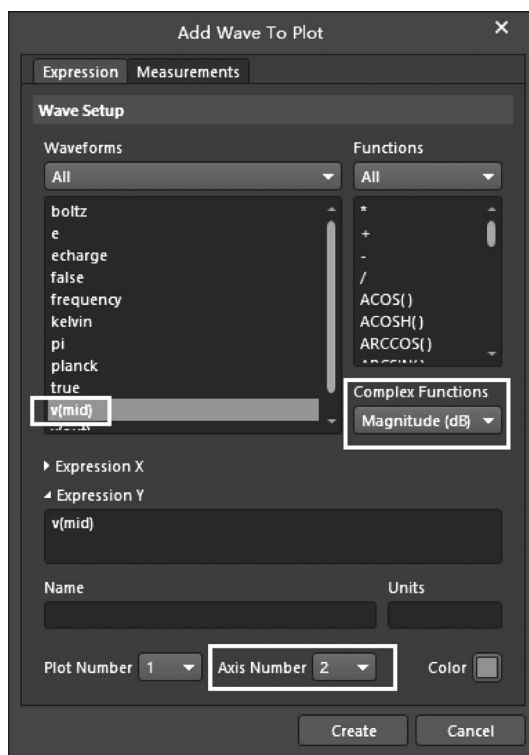 Add Wave To Plot
Expression Measurements
Wave Setup
Waveforms
All
boltz
e
echarge
false
frequency
kelvin
pi
planck
true
v(mid)
Functions
All
*
+
-
/
ACOS()
ACOSH()
ARCCOS()
Complex Functions
Magnitude (dB)
Expression X
Expression Y
v(mid)
Name
Units
Plot Number 1
Axis Number 2
Color
Create
Cancel